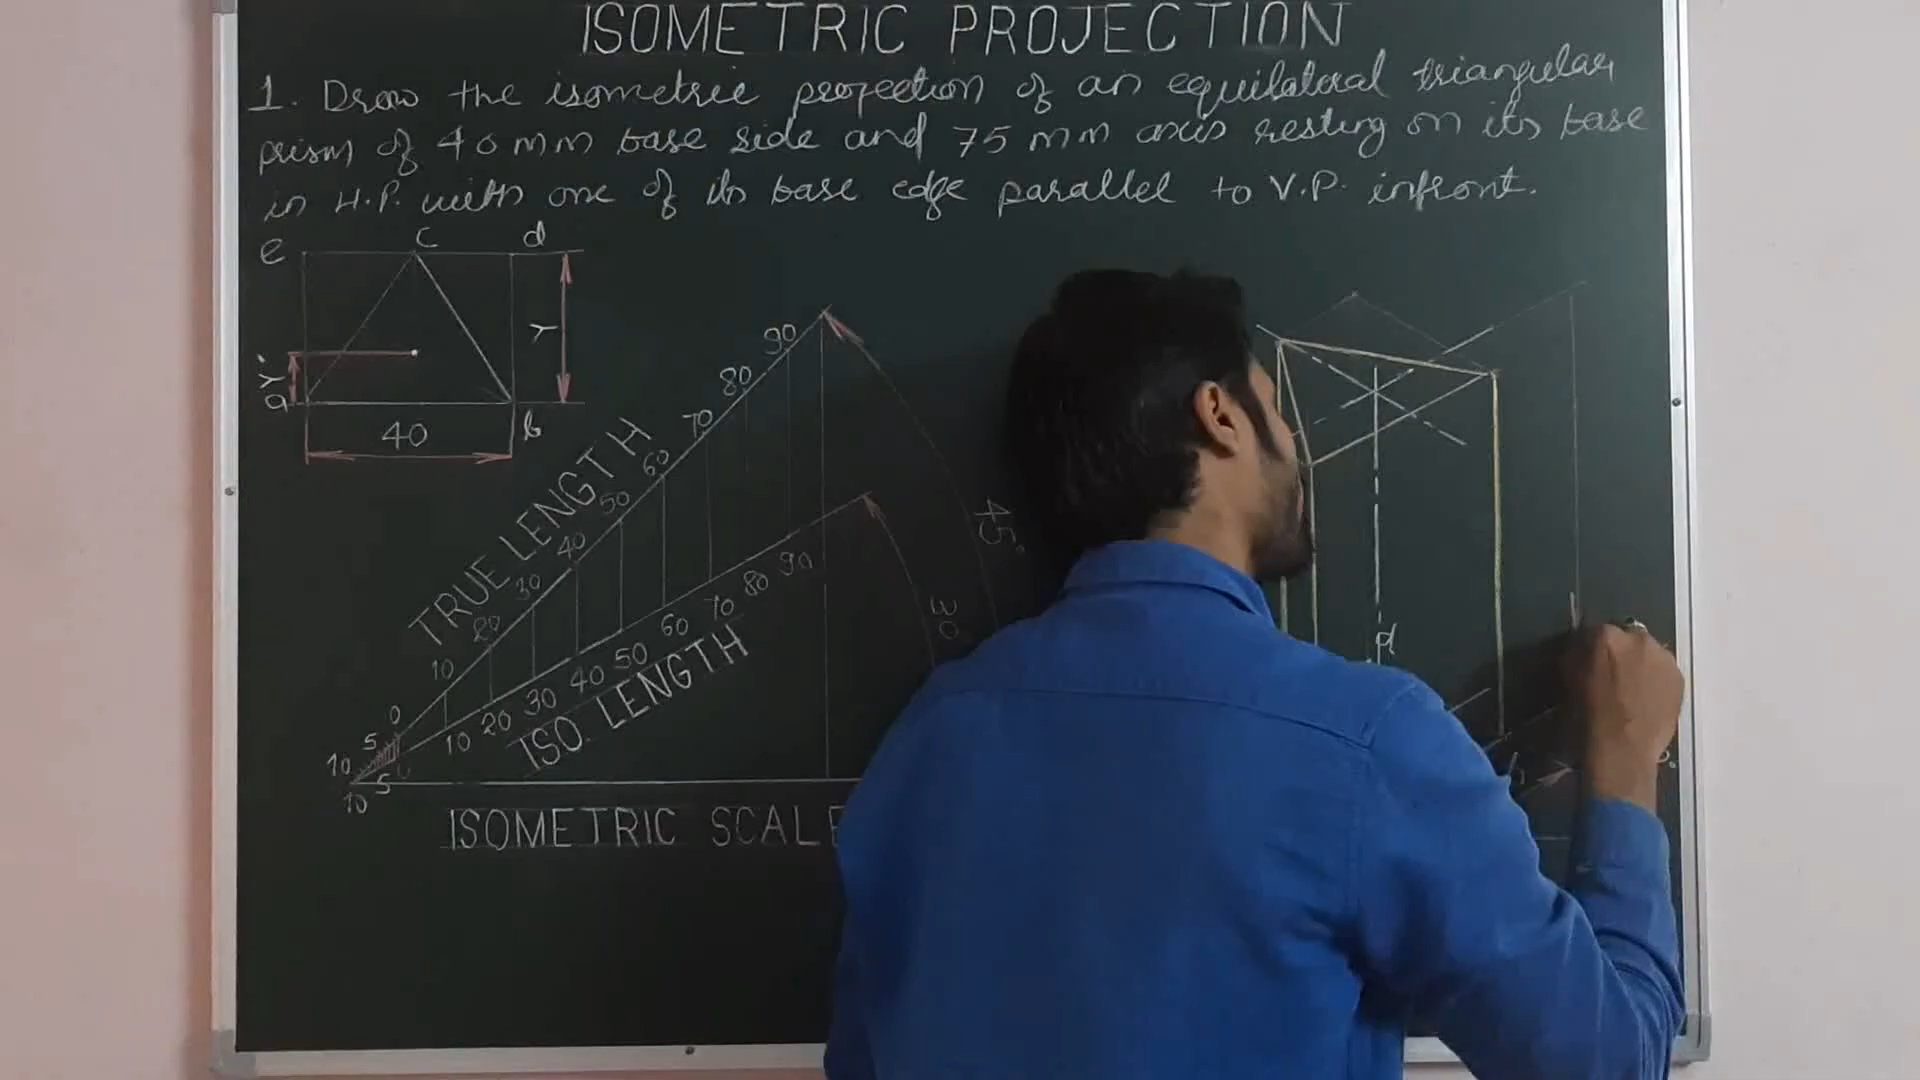 ISOMETRIC PROJECTION
1. Draw the isometric projection of an equilateral triangular
prism of 40 mm base side and 75 mm axis resting on its base
in H.P. with one of its base edge parallel to V.P. infront.
e c d
Y
Y'
a
b
40
TRUE LENGTH
10 5 0 10 20 30 40 50 60 70 80 90
10 5 10 20 30 40 50 60 70 80 90
ISO. LENGTH
45°
30
ISOMETRIC SCALE
d